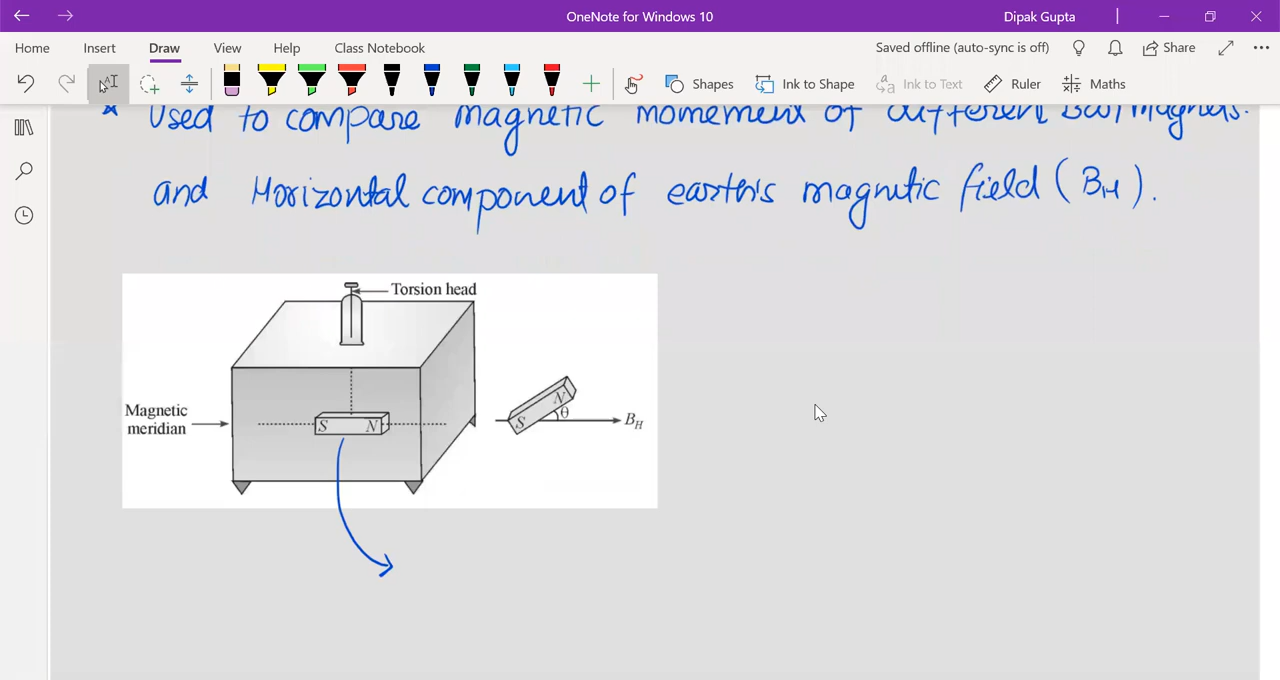 OneNote for Windows 10
Dipak Gupta
Home Insert Draw View Help Class Notebook
Saved offline (auto-sync is off)
Share
Shapes Ink to Shape Ink to Text Ruler Maths
* Used to compare magnetic momement of different Bar magnets.
and Horizontal component of earth's magnetic field (BH).
Torsion head
Magnetic
meridian
S N
N
θ
S
BH